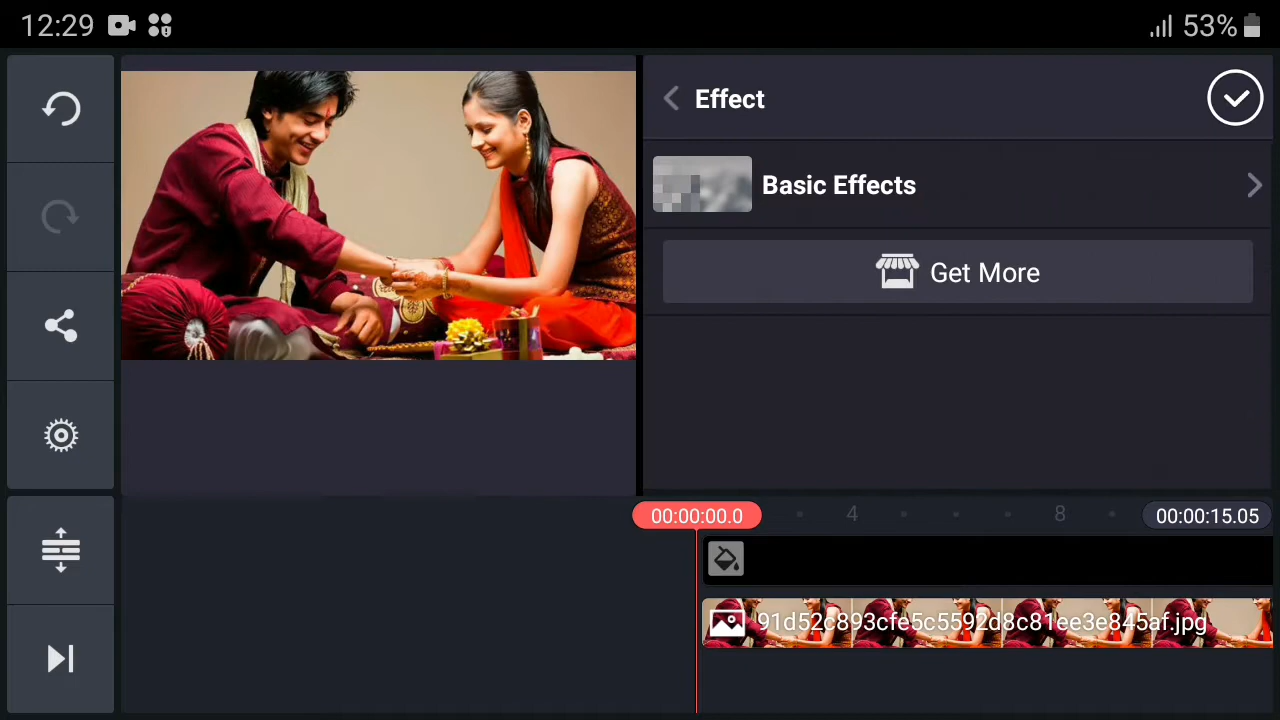 12:29
53%
Effect
Basic Effects
Get More
00:00:00.0
4
8
00:00:15.05
91d52c893cfe5c5592d8c81ee3e845af.jpg